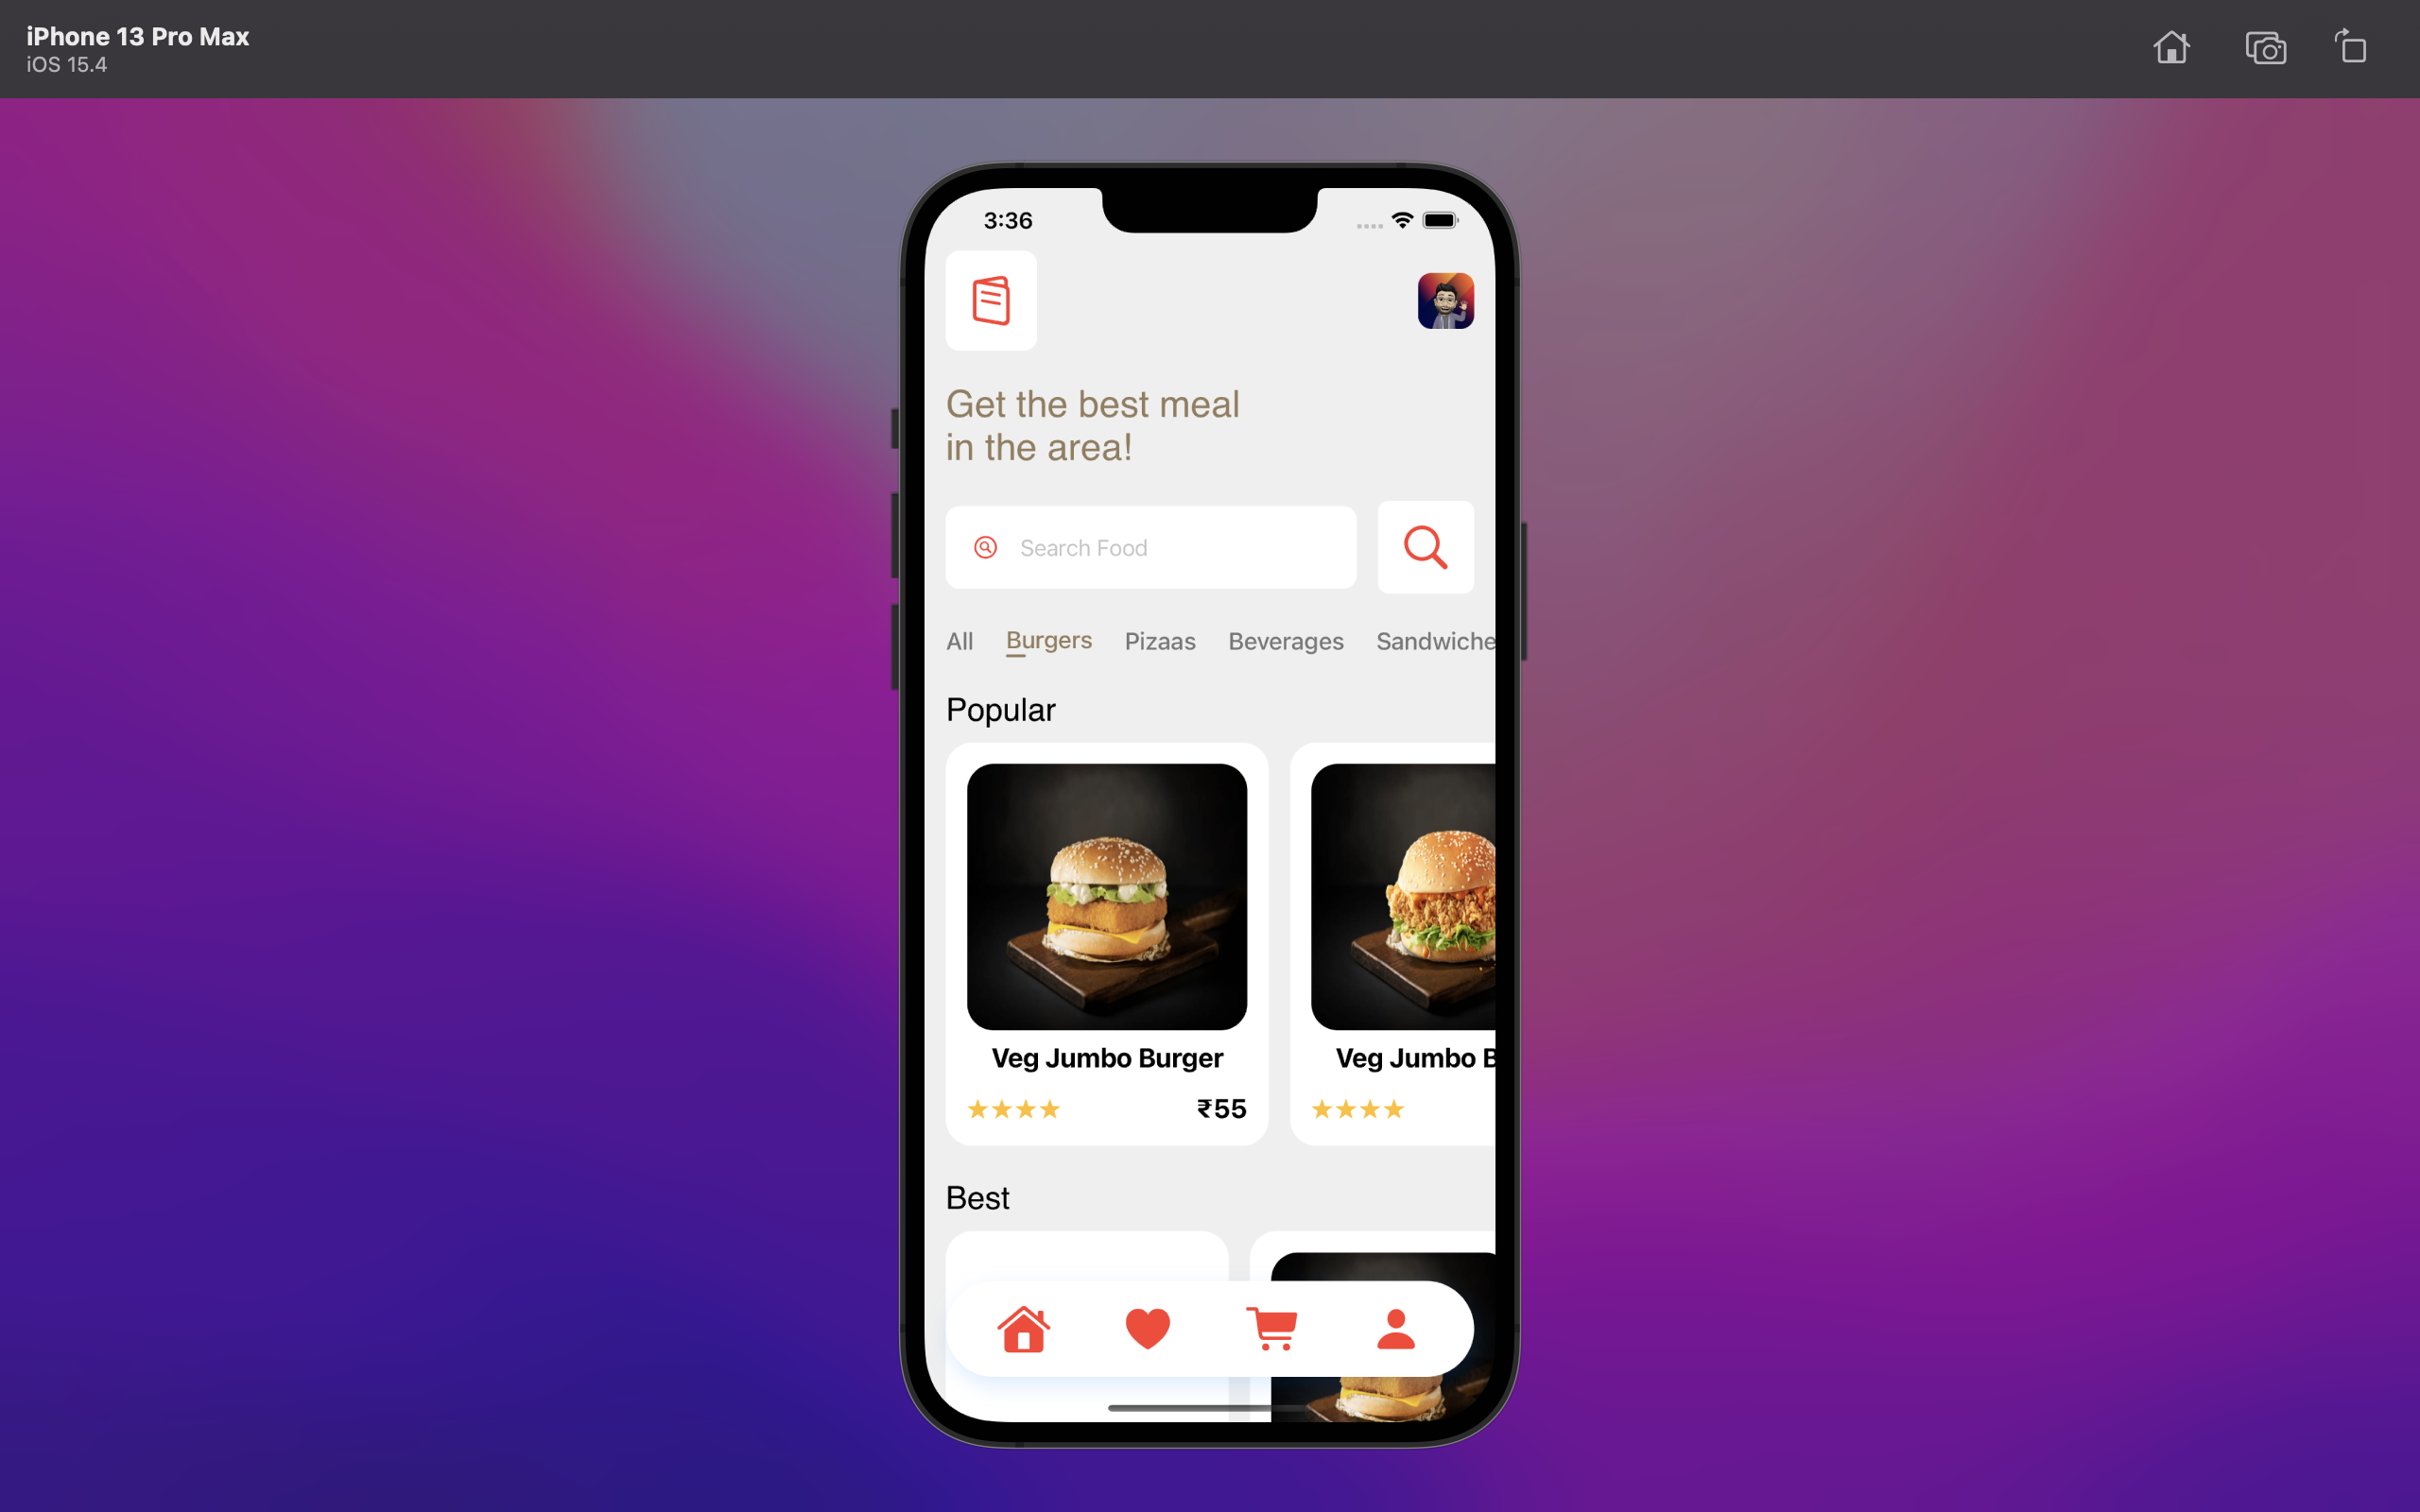 iPhone 13 Pro Max
iOS 15.4
3:36
Get the best meal
in the area!
Search Food
All Burgers Pizaas Beverages Sandwiche
Popular
Veg Jumbo Burger Veg Jumbo B
₹55
Best